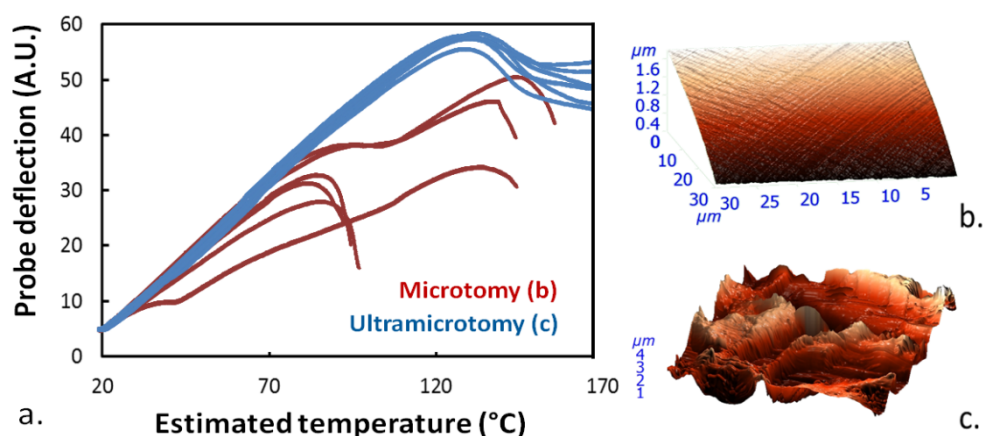 60
50
40
30
20
10
0
Probe deflection (A.U.)
20
70
120
170
Estimated temperature (°C)
Microtomy (b)
Ultramicrotomy (c)
a.
µm
1.6
1.2
0.8
0.4
0
10
20
30
µm
30
25
20
15
10
5
b.
µm
4
3
2
1
c.